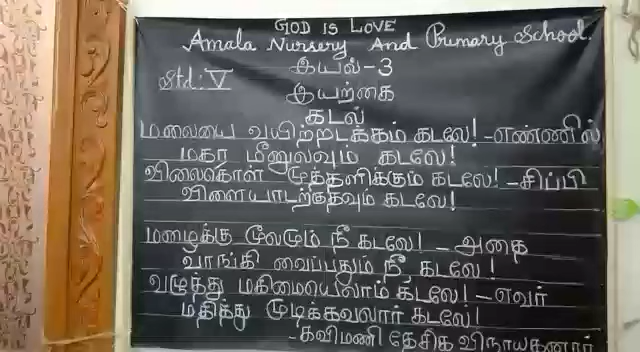 GOD IS LOVE
Amala Nursery And Primary School.
Std: V
இயல்-3
இயற்கை
கடல்
மலையை வயிற்றடக்கும் கடலே! -எண்ணில்
மகர மீனுலவும் கடலே!
விலைகொள் முத்தளிக்கும் கடலே! -சிப்பி
விளையாடற்குதவும் கடலே!
மழைக்கு மூலமும் நீ கடலே! - அதை
வாங்கி வைப்பதும் நீ, கடலே!
வழுத்து மகிமையெலாம் கடலே! -எவர்
மதித்து முடிக்கவலார் கடலே!
-கவிமணி தேசிக விநாயகனார்